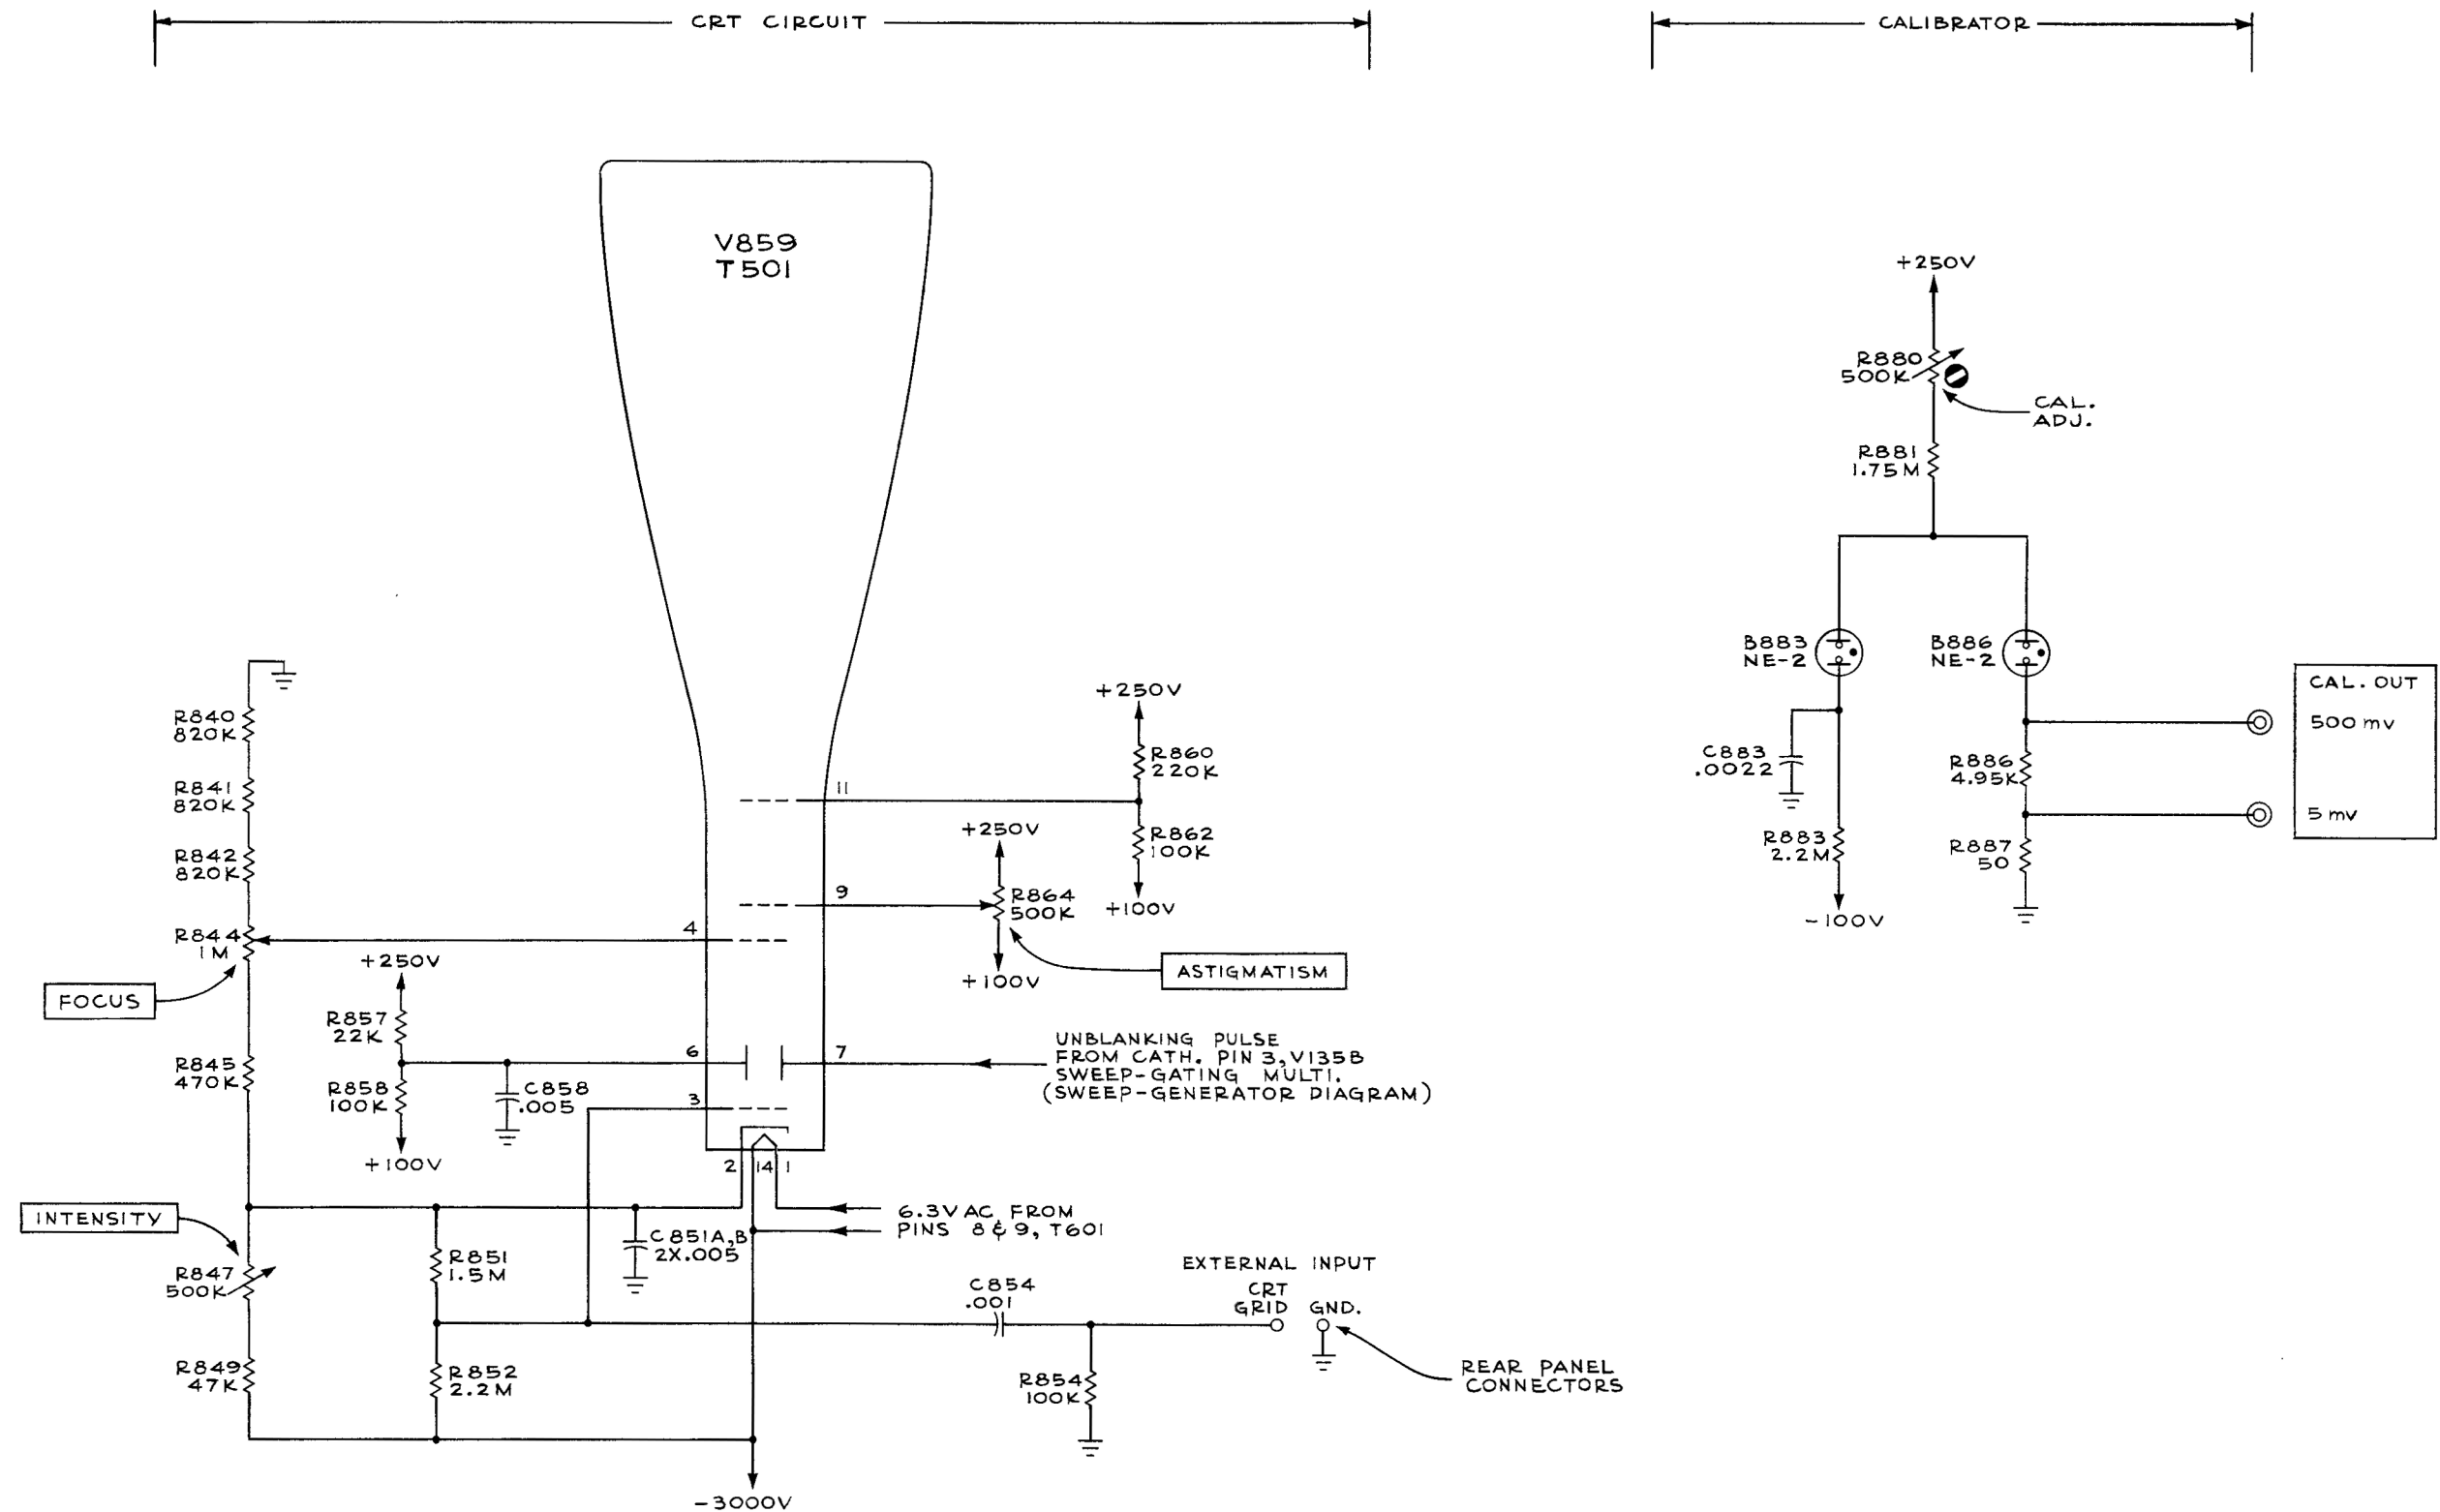 CRT CIRCUIT
CALIBRATOR
V859
T501
+250V
R880
500K
CAL.
ADJ.
R881
1.75M
B883
NE-2
B886
NE-2
CAL. OUT
500 mv
5 mv
C883
.0022
R886
4.95K
R883
2.2M
R887
50
-100V
R840
820K
R841
820K
R842
820K
R844
1M
FOCUS
R845
470K
+250V
R857
22K
R858
100K
+100V
C858
.005
4
6
3
2
14
1
11
9
7
+250V
R860
220K
R862
100K
+100V
+250V
R864
500K
+100V
ASTIGMATISM
UNBLANKING PULSE
FROM CATH. PIN 3, V135B
SWEEP-GATING MULTI.
(SWEEP-GENERATOR DIAGRAM)
INTENSITY
R847
500K
R849
47K
R851
1.5M
R852
2.2M
C851A,B
2X.005
6.3V AC FROM
PINS 8 & 9, T601
C854
.001
R854
100K
EXTERNAL INPUT
CRT
GRID GND.
REAR PANEL
CONNECTORS
-3000V